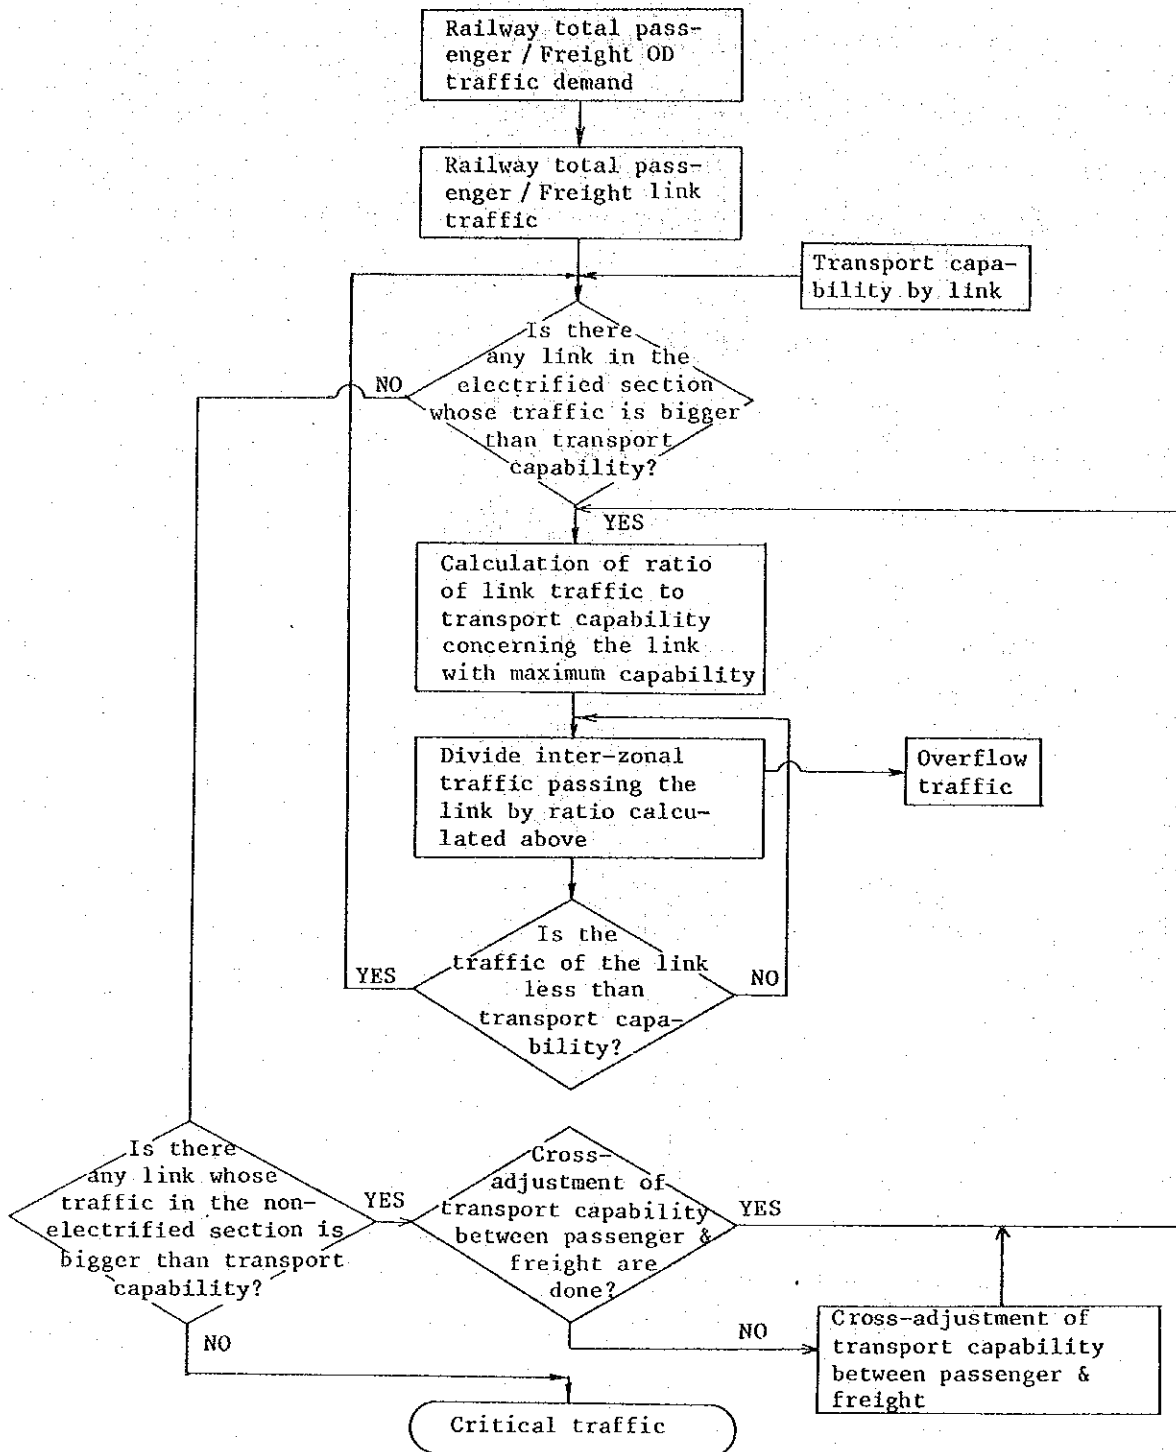 Railway total pass-
enger / Freight OD
traffic demand
Railway total pass-
enger / Freight link
traffic
Transport capa-
bility by link
Is there
any link in the
electrified section
whose traffic is bigger
than transport
capability?
NO
YES
Calculation of ratio
of link traffic to
transport capability
concerning the link
with maximum capability
Divide inter-zonal
traffic passing the
link by ratio calcu-
lated above
Overflow
traffic
Is the
traffic of the link
less than
transport capa-
bility?
YES
NO
Is there
any link whose
traffic in the non-
electrified section is
bigger than transport
capability?
YES
NO
Cross-
adjustment of
transport capability
between passenger &
freight are
done?
YES
NO
Cross-adjustment of
transport capability
between passenger &
freight
Critical traffic